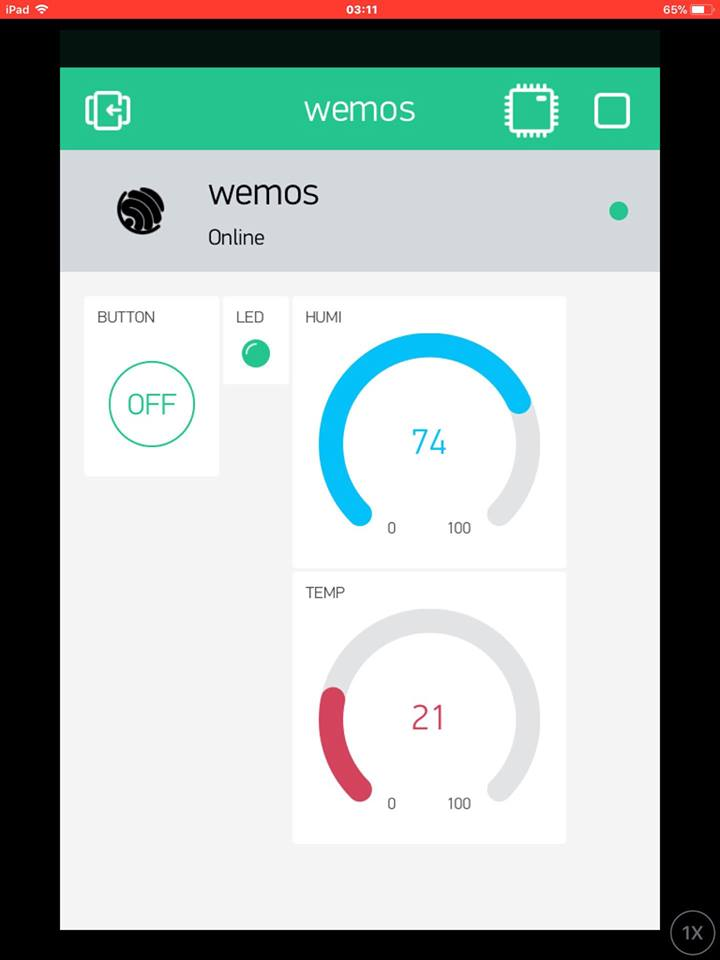 iPad 03:11 65%
wemos
wemos
Online
BUTTON LED HUMI
OFF
74
0 100
TEMP
21
0 100
1X